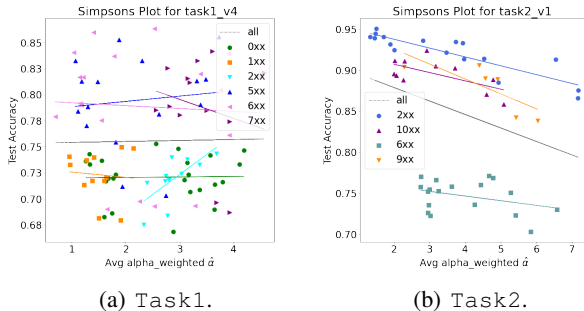 Simpsons Plot for task1_v4
0.85
0.83
0.80
0.78
0.75
0.73
0.70
0.68
Test Accuracy
1
2
3
4
Avg alpha_weighted α̂
all
0xx
1xx
2xx
5xx
6xx
7xx
(a) Task1.
Simpsons Plot for task2_v1
0.95
0.90
0.85
0.80
0.75
0.70
Test Accuracy
2
3
4
5
6
7
Avg alpha_weighted α̂
all
2xx
10xx
6xx
9xx
(b) Task2.